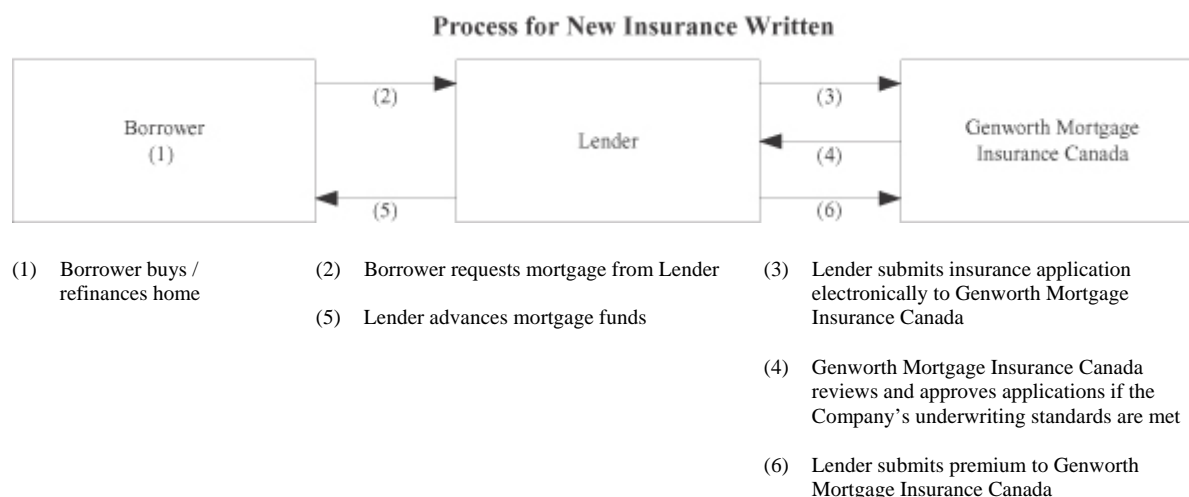 Process for New Insurance Written
Borrower
(1)
(2)
(5)
Lender
(3)
(4)
(6)
Genworth Mortgage
Insurance Canada
(1) Borrower buys /
refinances home
(2) Borrower requests mortgage from Lender
(5) Lender advances mortgage funds
(3) Lender submits insurance application
electronically to Genworth Mortgage
Insurance Canada
(4) Genworth Mortgage Insurance Canada
reviews and approves applications if the
Company’s underwriting standards are met
(6) Lender submits premium to Genworth
Mortgage Insurance Canada